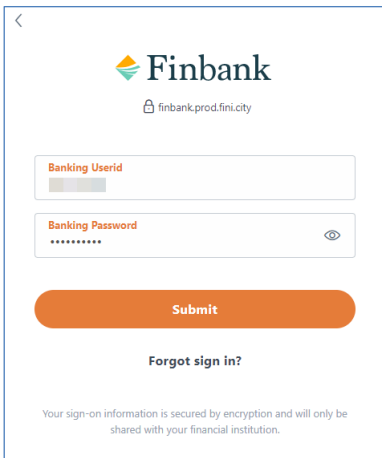 Finbank
finbank.prod.fini.city
Banking Userid
Banking Password
Submit
Forgot sign in?
Your sign-on information is secured by encryption and will only be
shared with your financial institution.